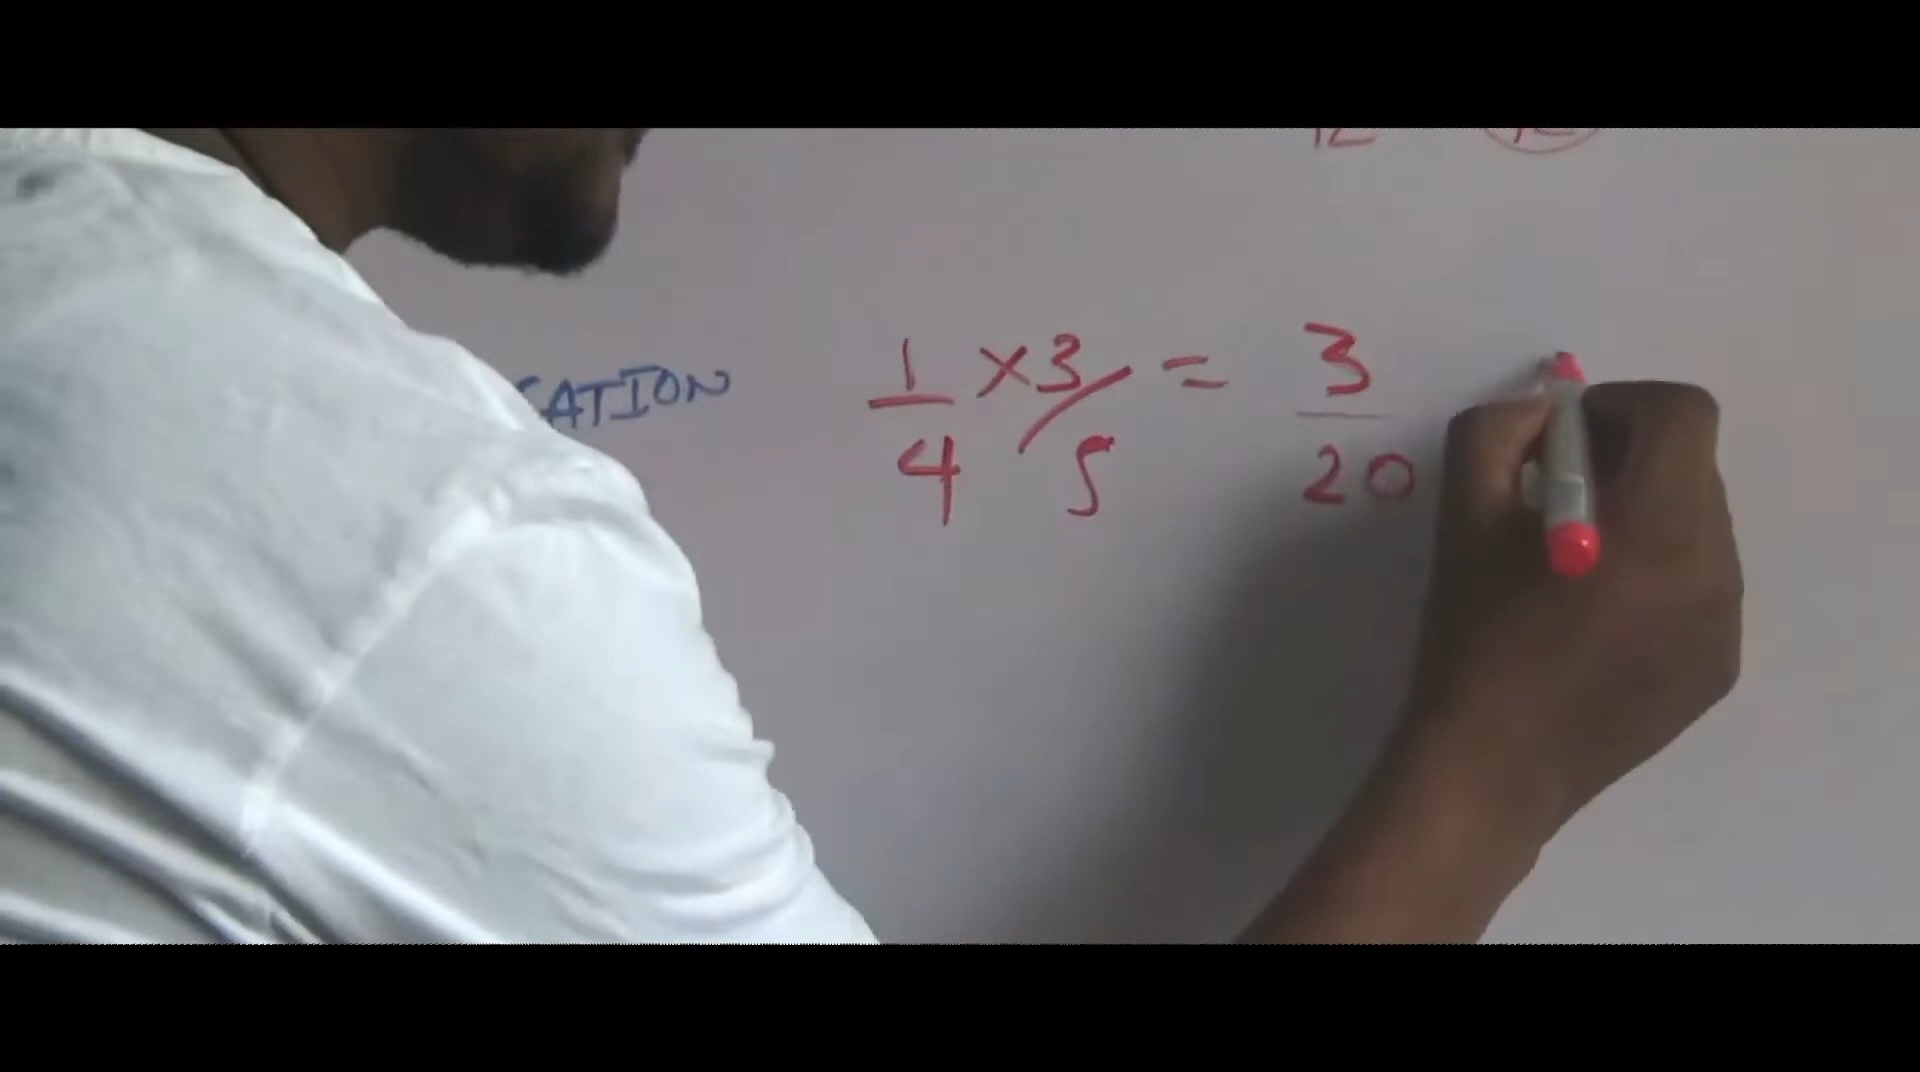 ATION 1/4 × 3/5 = 3/20